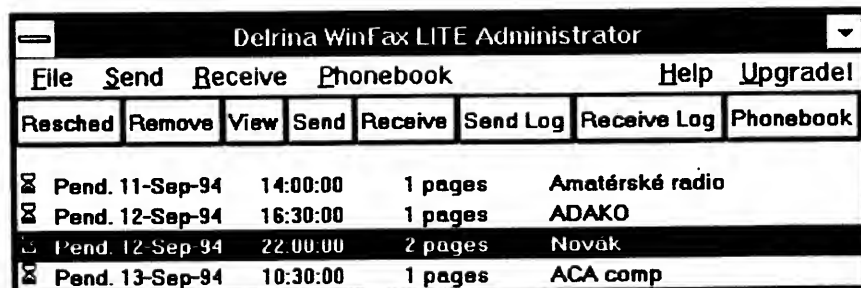 Delrina WinFax LITE Administrator
File Send Receive Phonebook Help Upgrade!
Resched Remove View Send Receive Send Log Receive Log Phonebook
Pend. 11-Sep-94 14:00:00 1 pages Amatérské radio
Pend. 12-Sep-94 16:30:00 1 pages ADAKO
Pend. 12-Sep-94 22:00:00 2 pages Novák
Pend. 13-Sep-94 10:30:00 1 pages ACA comp